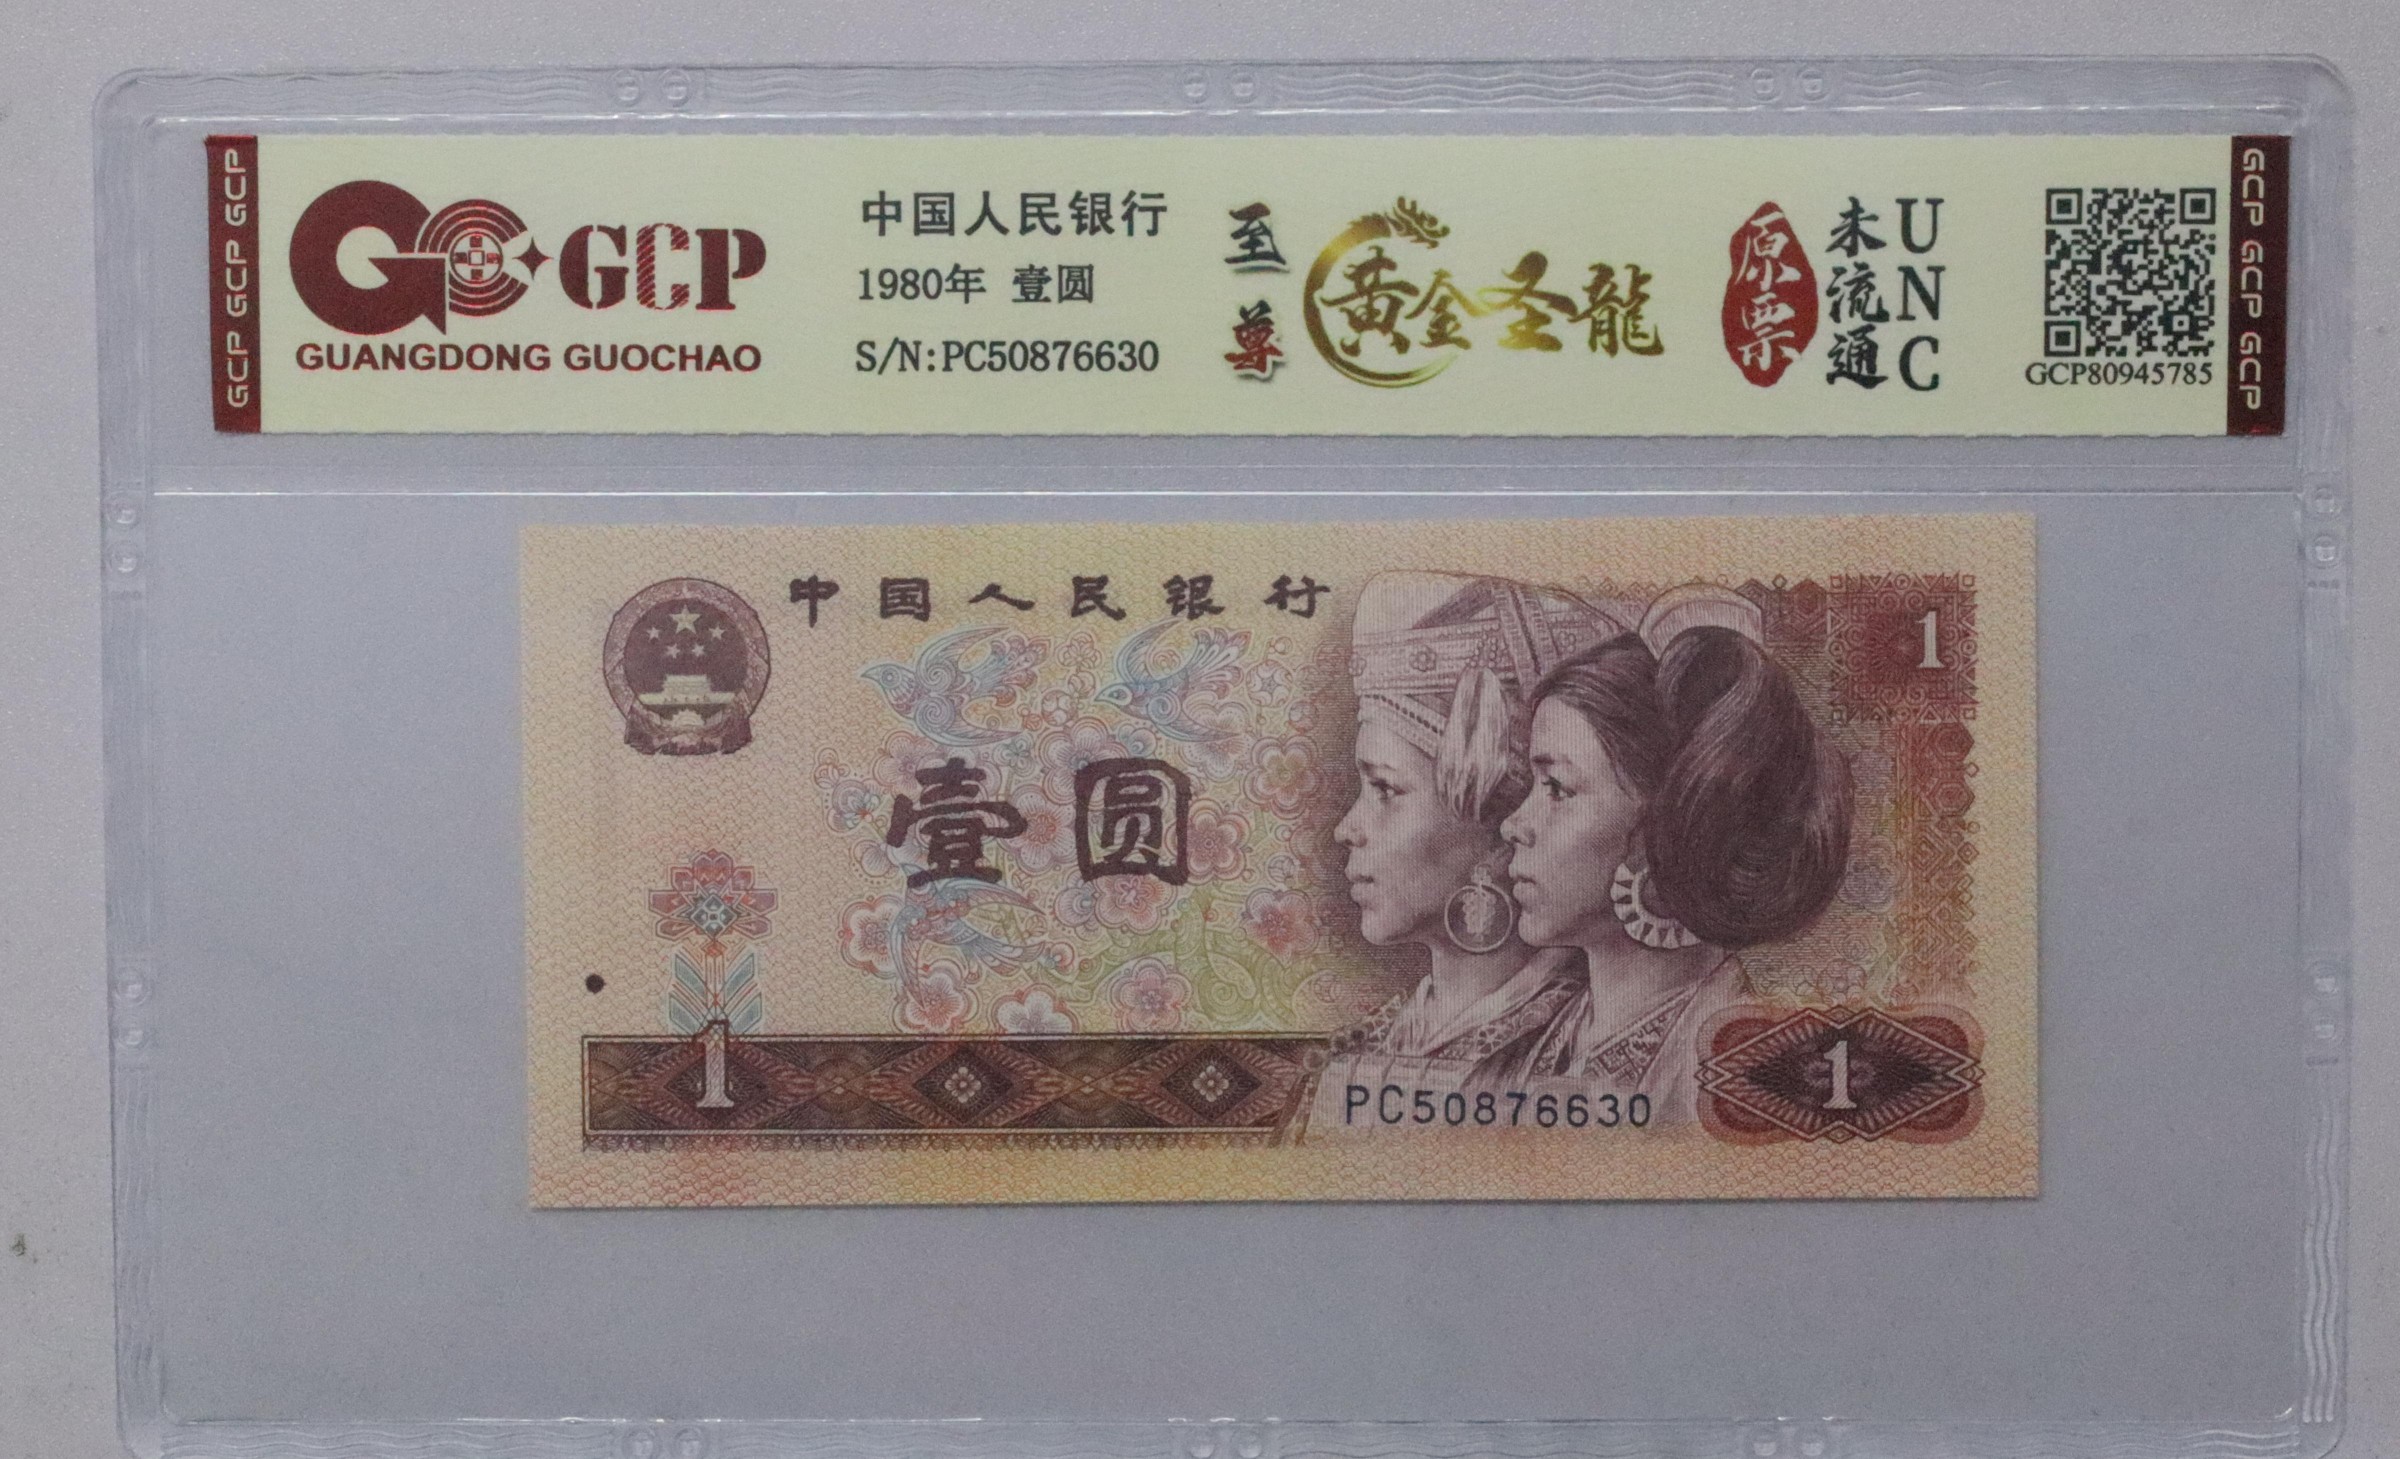 GCP GCP GCP
GCP
GUANGDONG GUOCHAO
中国人民银行
1980年 壹圆
S/N:PC50876630
至尊
黄金圣龍
原票
未流通
UNC
GCP80945785
GCP GCP GCP
中国人民银行
1
壹圆
1
PC50876630
1